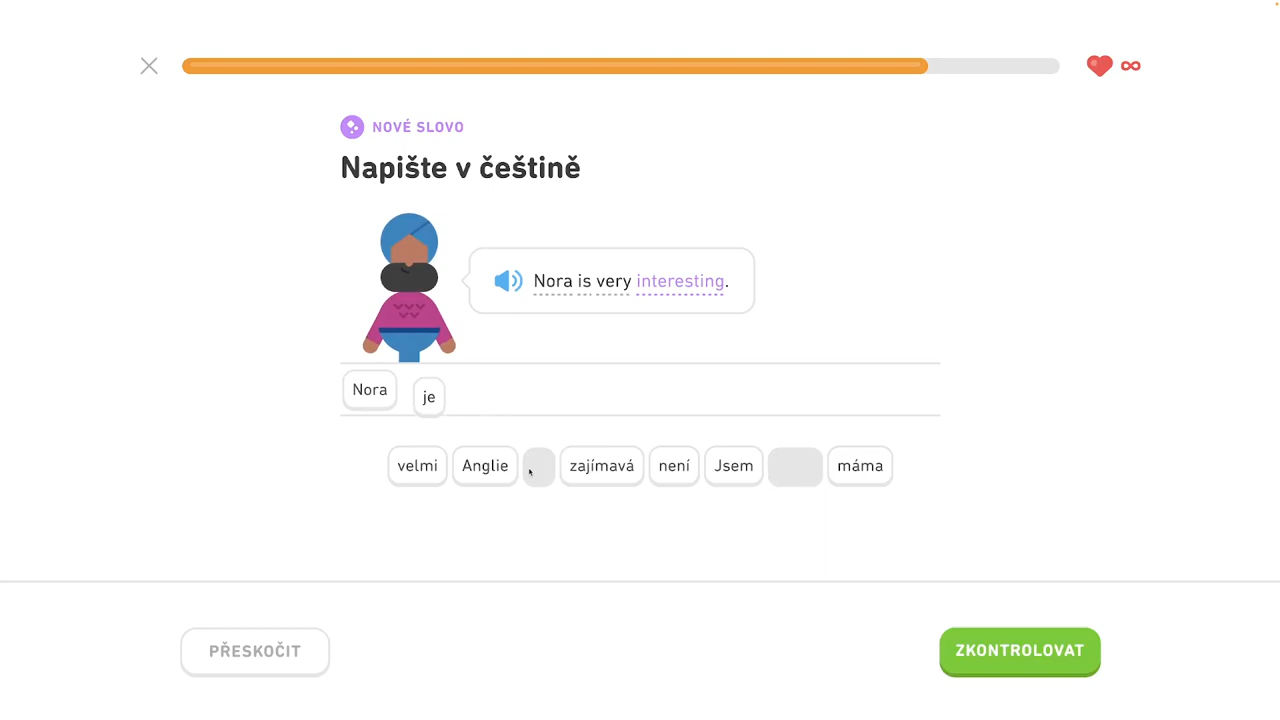 NOVÉ SLOVO
Napište v češtině
Nora is very interesting.
Nora je
velmi Anglie zajímavá není Jsem máma
PŘESKOČIT ZKONTROLOVAT